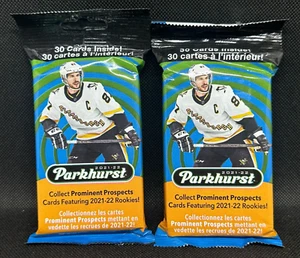 30 Cards Inside!
30 cartes à l'intérieur!
C
8
2021-22
Parkhurst
Collect Prominent Prospects
Cards Featuring 2021-22 Rookies!
Collectionnez les cartes
Prominent Prospects mettant en
vedette les recrues de 2021-22!
30 Cards Inside!
30 cartes à l'intérieur!
C
8
2021-22
Parkhurst
Collect Prominent Prospects
Cards Featuring 2021-22 Rookies!
Collectionnez les cartes
Prominent Prospects mettant en
vedette les recrues de 2021-22!